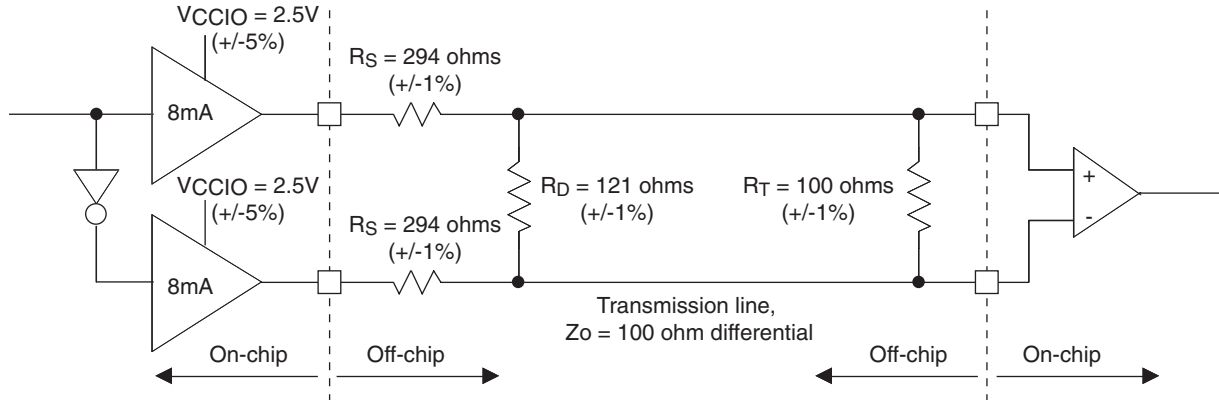 VCCIO = 2.5V
(+/-5%)
RS = 294 ohms
(+/-1%)
8mA
VCCIO = 2.5V
(+/-5%)
RS = 294 ohms
(+/-1%)
RD = 121 ohms
(+/-1%)
RT = 100 ohms
(+/-1%)
+
-
8mA
Transmission line,
Zo = 100 ohm differential
On-chip
Off-chip
Off-chip
On-chip